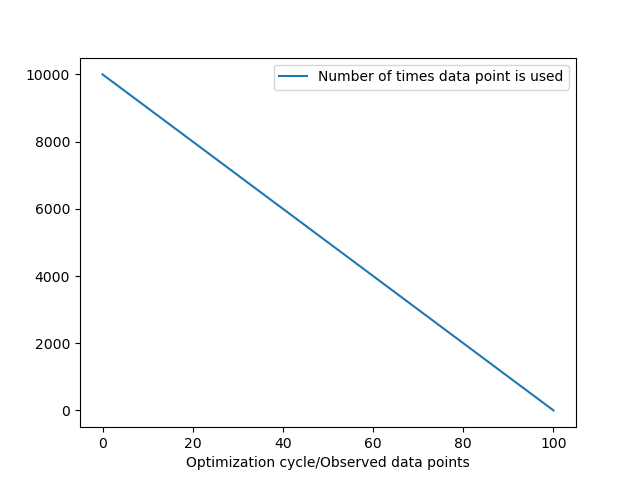 Number of times data point is used
10000
8000
6000
4000
2000
0
0 20 40 60 80 100
Optimization cycle/Observed data points